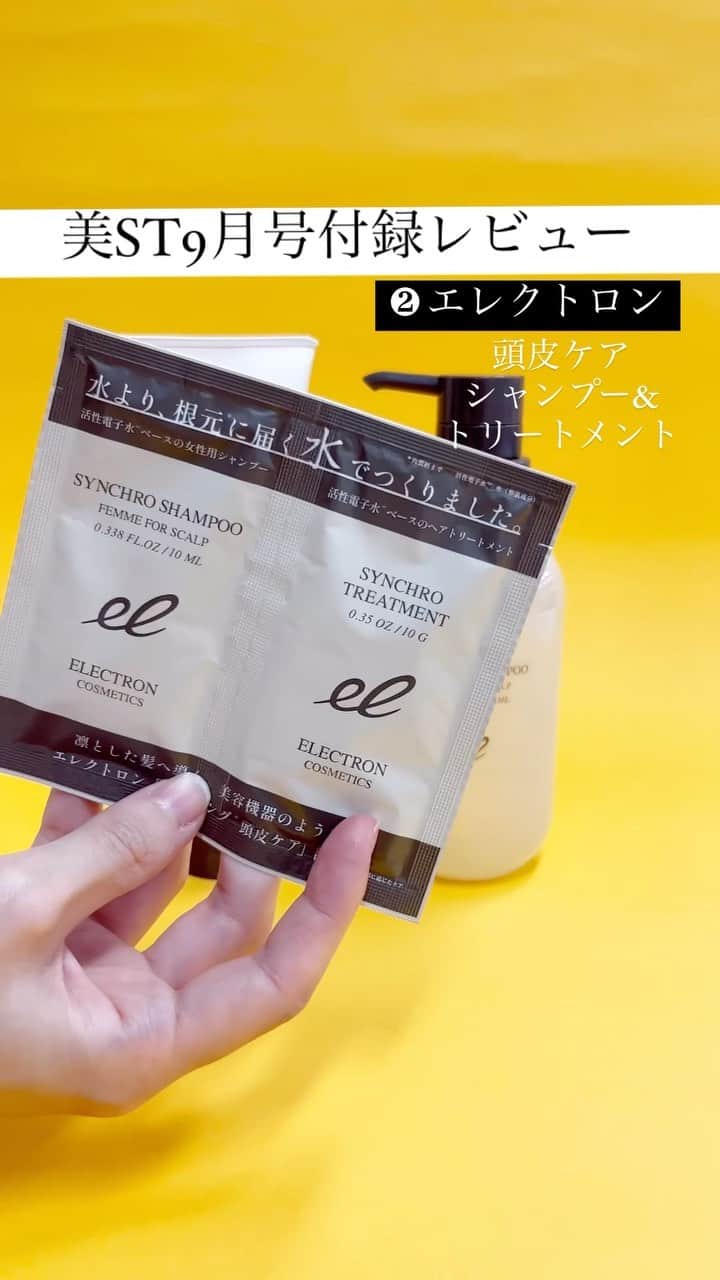 美ST9月号付録レビュー
❷エレクトロン
頭皮ケア
シャンプー&
トリートメント
水より、根元に届く水でつくりました。
活性電子水ベースの女性用シャンプー
SYNCHRO SHAMPOO
FEMME FOR SCALP
0.338 FL.OZ / 10 ML
el
ELECTRON
COSMETICS
活性電子水ベースのヘアトリートメント
SYNCHRO
TREATMENT
0.35 OZ / 10 G
el
ELECTRON
COSMETICS
凛とした髪へ
美容機器のよう
エレクトロン
頭皮ケア」